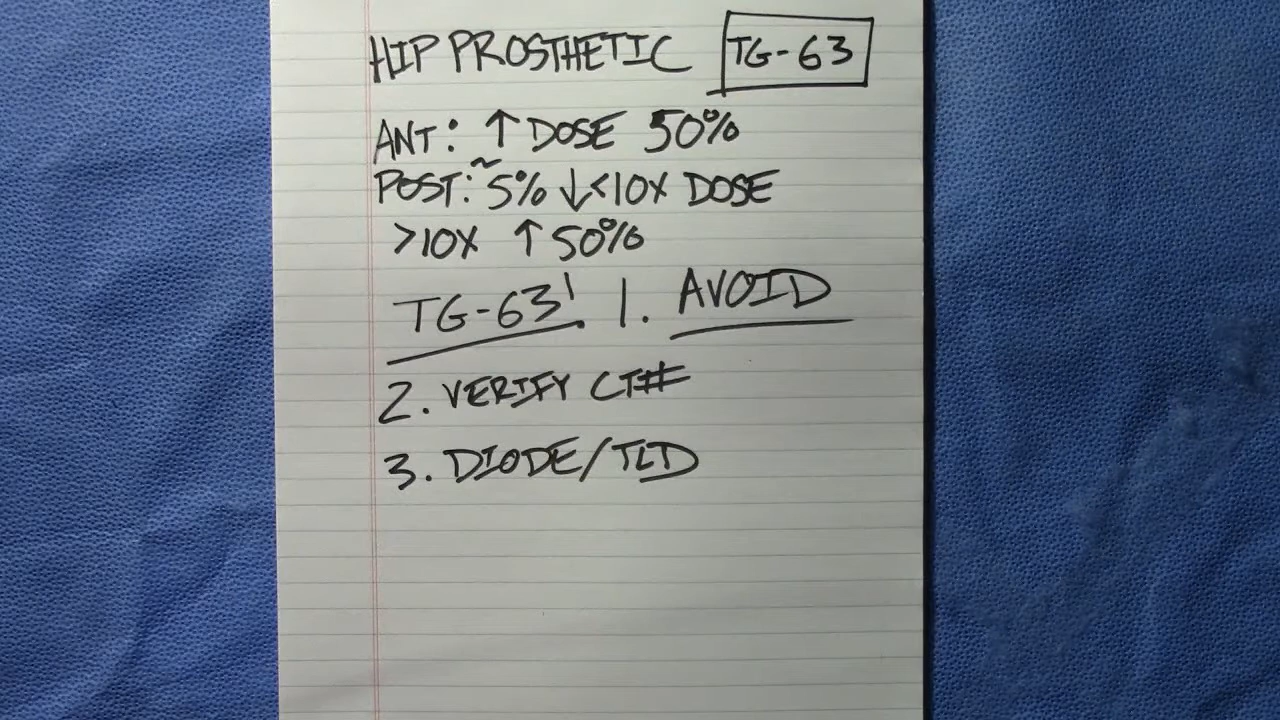 HIP PROSTHETIC TG-63
ANT: ↑ DOSE 50%
POST: ~5% ↓ <10X DOSE
>10X ↑ 50%
TG-63' 1. AVOID
2. VERIFY CT#
3. DIODE/TLD